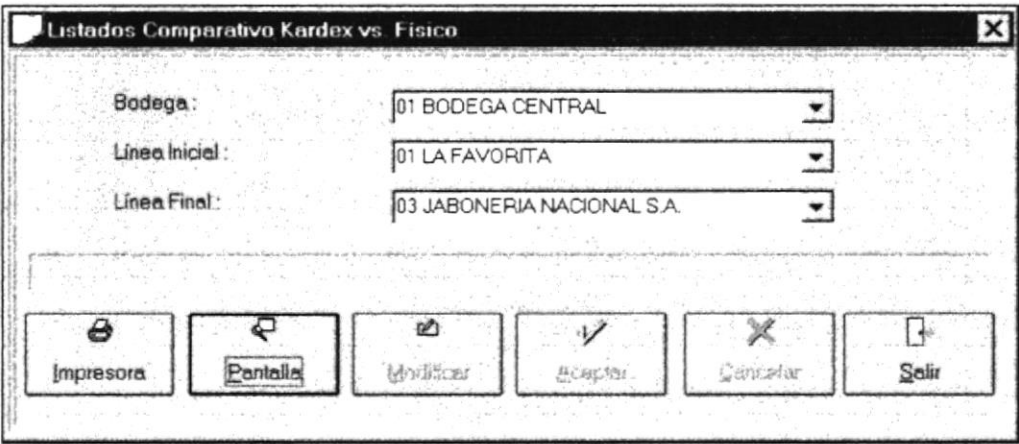 Listados Comparativo Kardex vs. Físico
Bodega :
01 BODEGA CENTRAL
Línea Inicial :
01 LA FAVORITA
Línea Final :
03 JABONERIA NACIONAL S.A.
Impresora
Pantalla
Modificar
Aceptar
Cancelar
Salir